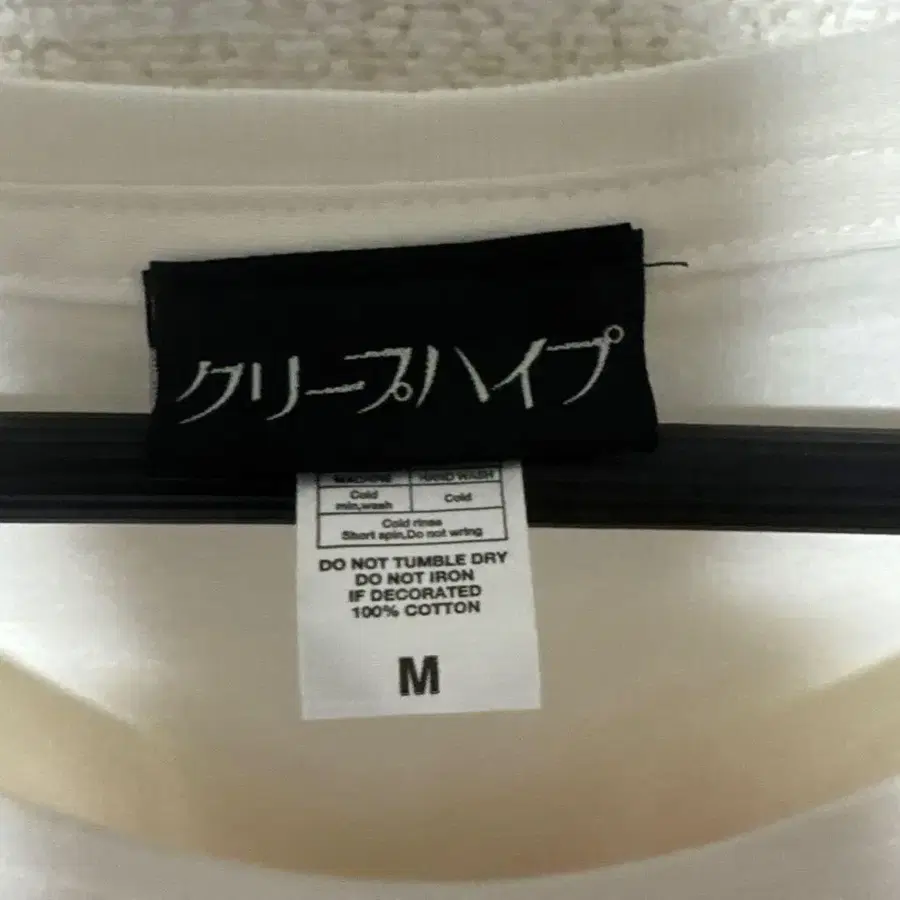 クリープハイプ
MACHINE HAND WASH
Cold min,wash Cold
Cold rinse
Short spin,Do not wring
DO NOT TUMBLE DRY
DO NOT IRON
IF DECORATED
100% COTTON
M